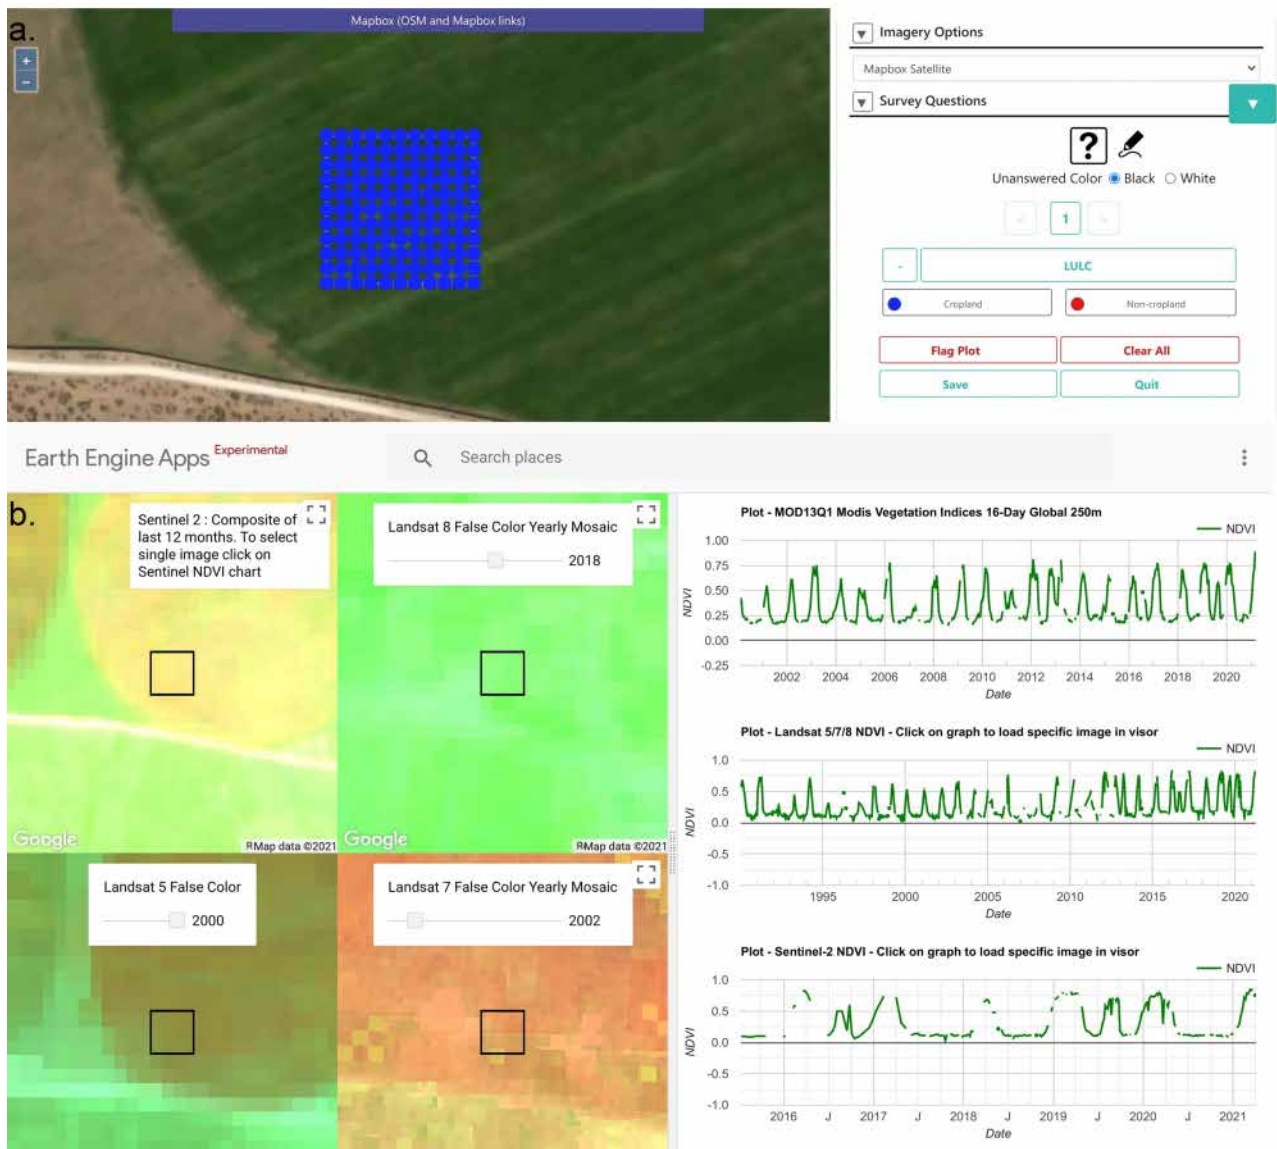 a.
Mapbox (OSM and Mapbox links)
+
-
Imagery Options
Mapbox Satellite
Survey Questions
?
Unanswered Color Black White
1
- LULC
Cropland Non-cropland
Flag Plot Clear All
Save Quit
Earth Engine Apps Experimental
Search places
b.
Sentinel 2 : Composite of
last 12 months. To select
single image click on
Sentinel NDVI chart
Landsat 8 False Color Yearly Mosaic
2018
Google
Map data ©2021
Google
Map data ©2021
Landsat 5 False Color
2000
Landsat 7 False Color Yearly Mosaic
2002
Plot - MOD13Q1 Modis Vegetation Indices 16-Day Global 250m
NDVI
1.00
0.75
0.50
0.25
0.00
-0.25
NDVI
2002 2004 2006 2008 2010 2012 2014 2016 2018 2020
Date
Plot - Landsat 5/7/8 NDVI - Click on graph to load specific image in visor
NDVI
1.0
0.5
0.0
-0.5
-1.0
NDVI
1995 2000 2005 2010 2015 2020
Date
Plot - Sentinel-2 NDVI - Click on graph to load specific image in visor
NDVI
1.0
0.5
0.0
-0.5
-1.0
NDVI
2016 J 2017 J 2018 J 2019 J 2020 J 2021
Date